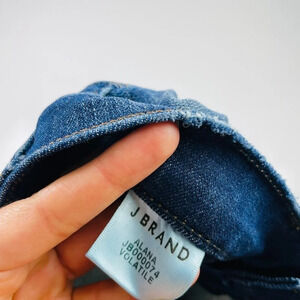 J BRAND
ALANA
JB000074
VOLATILE